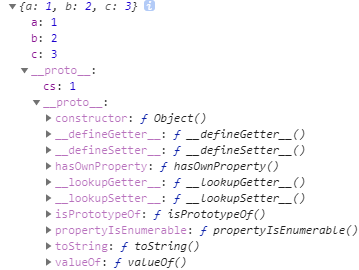 {a: 1, b: 2, c: 3} i
a: 1
b: 2
c: 3
__proto__:
cs: 1
__proto__:
constructor: ƒ Object()
__defineGetter__: ƒ __defineGetter__()
__defineSetter__: ƒ __defineSetter__()
hasOwnProperty: ƒ hasOwnProperty()
__lookupGetter__: ƒ __lookupGetter__()
__lookupSetter__: ƒ __lookupSetter__()
isPrototypeOf: ƒ isPrototypeOf()
propertyIsEnumerable: ƒ propertyIsEnumerable()
toString: ƒ toString()
valueOf: ƒ valueOf()